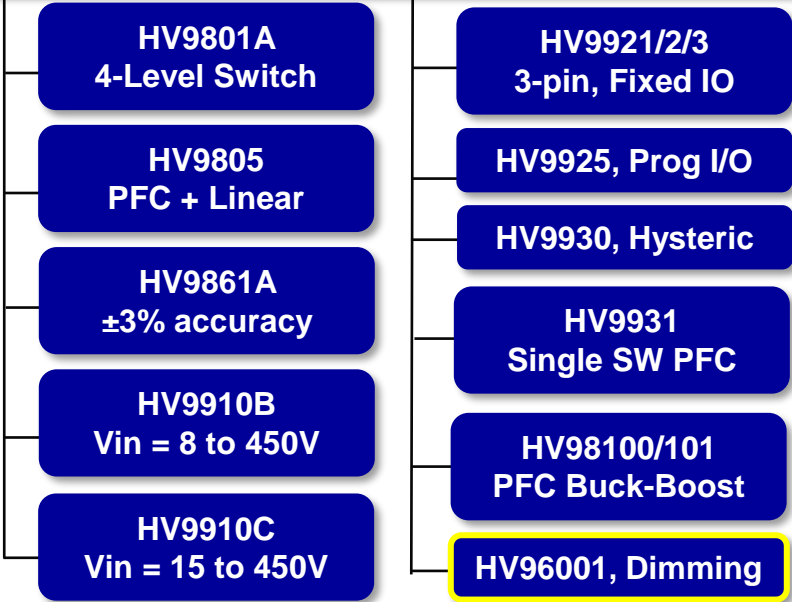 HV9801A
4-Level Switch
HV9805
PFC + Linear
HV9861A
±3% accuracy
HV9910B
Vin = 8 to 450V
HV9910C
Vin = 15 to 450V
HV9921/2/3
3-pin, Fixed IO
HV9925, Prog I/O
HV9930, Hysteric
HV9931
Single SW PFC
HV98100/101
PFC Buck-Boost
HV96001, Dimming